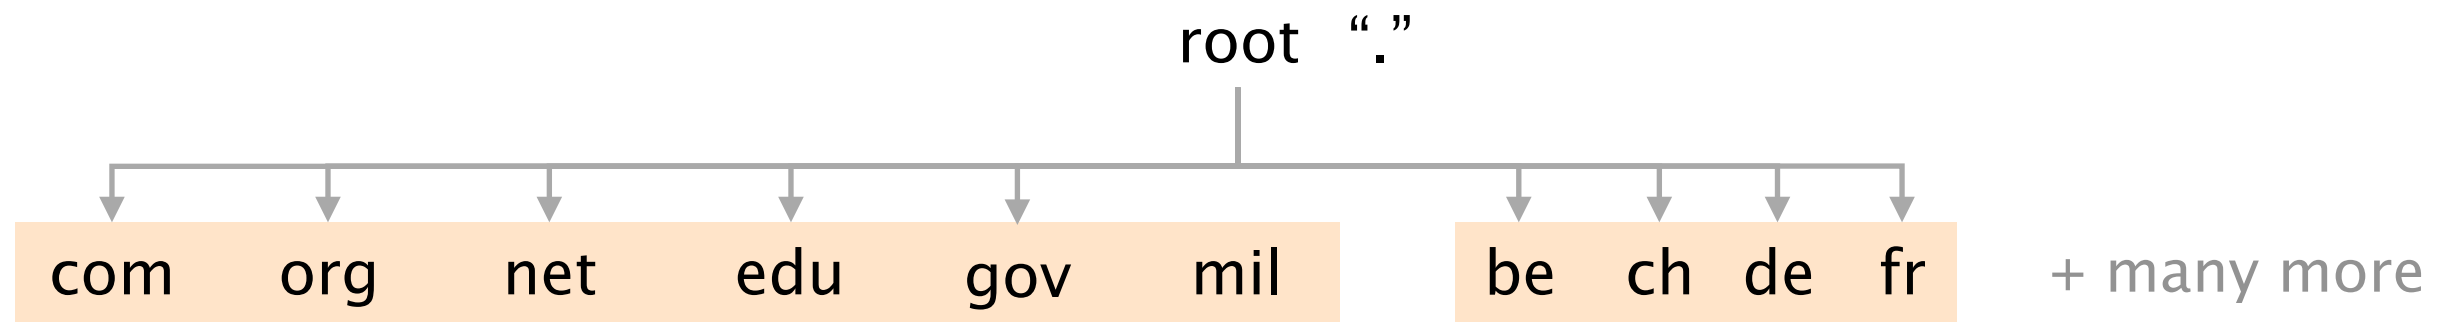 root “.”
com org net edu gov mil be ch de fr + many more